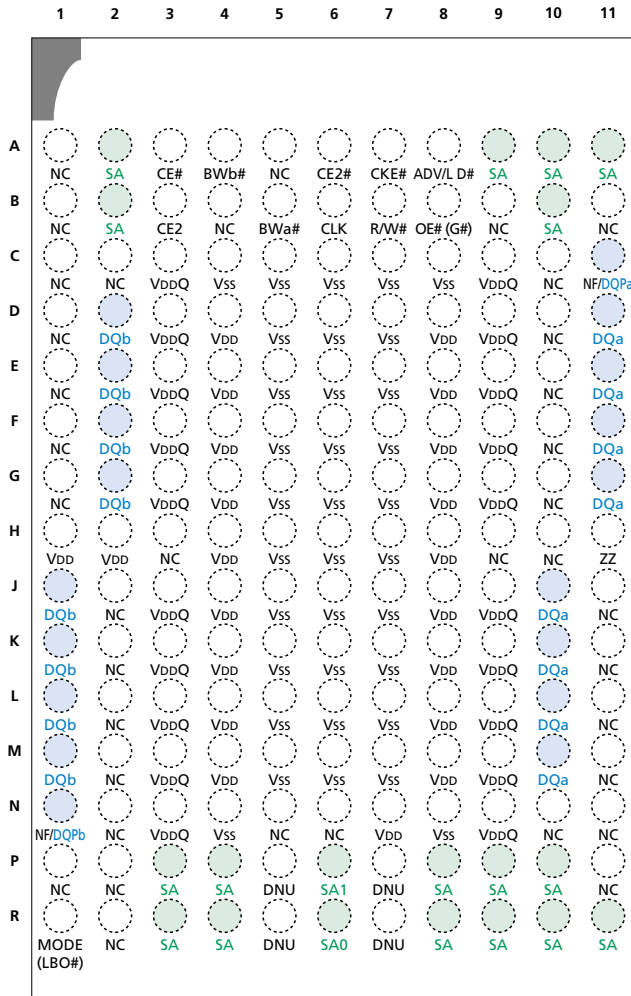 1 2 3 4 5 6 7 8 9 10 11
A
NC SA CE# BWb# NC CE2# CKE# ADV/L D# SA SA SA
B
NC SA CE2 NC BWa# CLK R/W# OE# (G#) NC SA NC
C
NC NC VDDQ Vss Vss Vss Vss Vss VDDQ NC NF/DQPa
D
NC DQb VDDQ VDD Vss Vss Vss VDD VDDQ NC DQa
E
NC DQb VDDQ VDD Vss Vss Vss VDD VDDQ NC DQa
F
NC DQb VDDQ VDD Vss Vss Vss VDD VDDQ NC DQa
G
NC DQb VDDQ VDD Vss Vss Vss VDD VDDQ NC DQa
H
VDD VDD NC VDD Vss Vss Vss VDD NC NC ZZ
J
DQb NC VDDQ VDD Vss Vss Vss VDD VDDQ DQa NC
K
DQb NC VDDQ VDD Vss Vss Vss VDD VDDQ DQa NC
L
DQb NC VDDQ VDD Vss Vss Vss VDD VDDQ DQa NC
M
DQb NC VDDQ VDD Vss Vss Vss VDD VDDQ DQa NC
N
NF/DQPb NC VDDQ Vss NC NC VDD Vss VDDQ NC NC
P
NC NC SA SA DNU SA1 DNU SA SA SA NC
R
MODE NC SA SA DNU SA0 DNU SA SA SA SA
(LBO#)